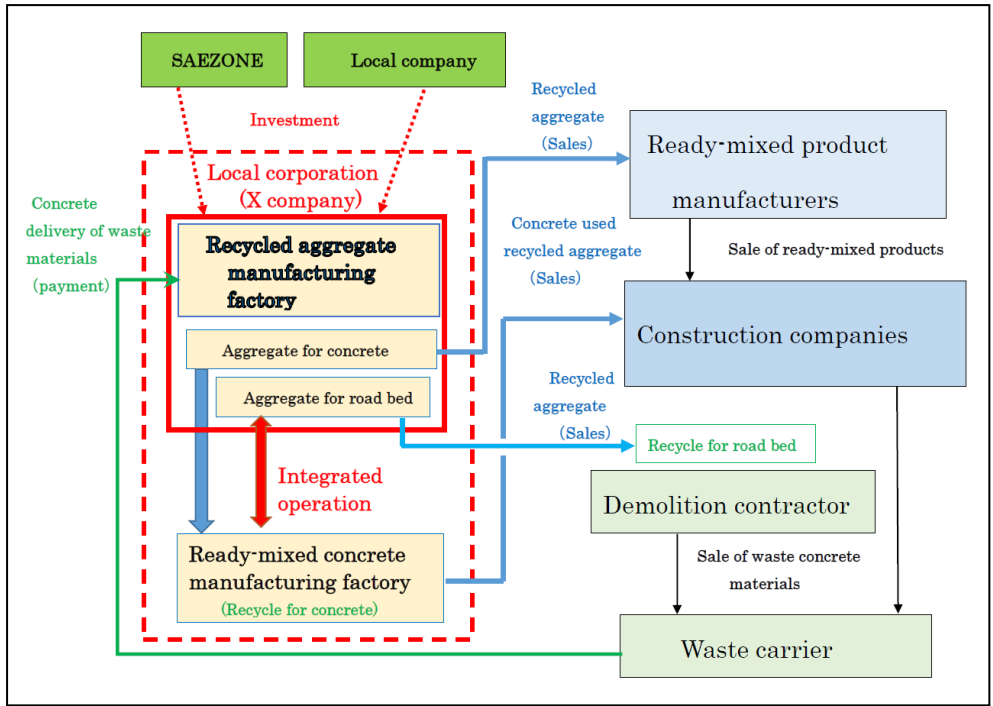 SAEZONE
Local company
Investment
Local corporation
(X company)
Recycled aggregate
manufacturing
factory
Aggregate for concrete
Aggregate for road bed
Integrated
operation
Ready-mixed concrete
manufacturing factory
(Recycle for concrete)
Concrete
delivery of waste
materials
(payment)
Recycled
aggregate
(Sales)
Ready-mixed product
manufacturers
Concrete used
recycled aggregate
(Sales)
Sale of ready-mixed products
Construction companies
Recycled
aggregate
(Sales)
Recycle for road bed
Demolition contractor
Sale of waste concrete
materials
Waste carrier